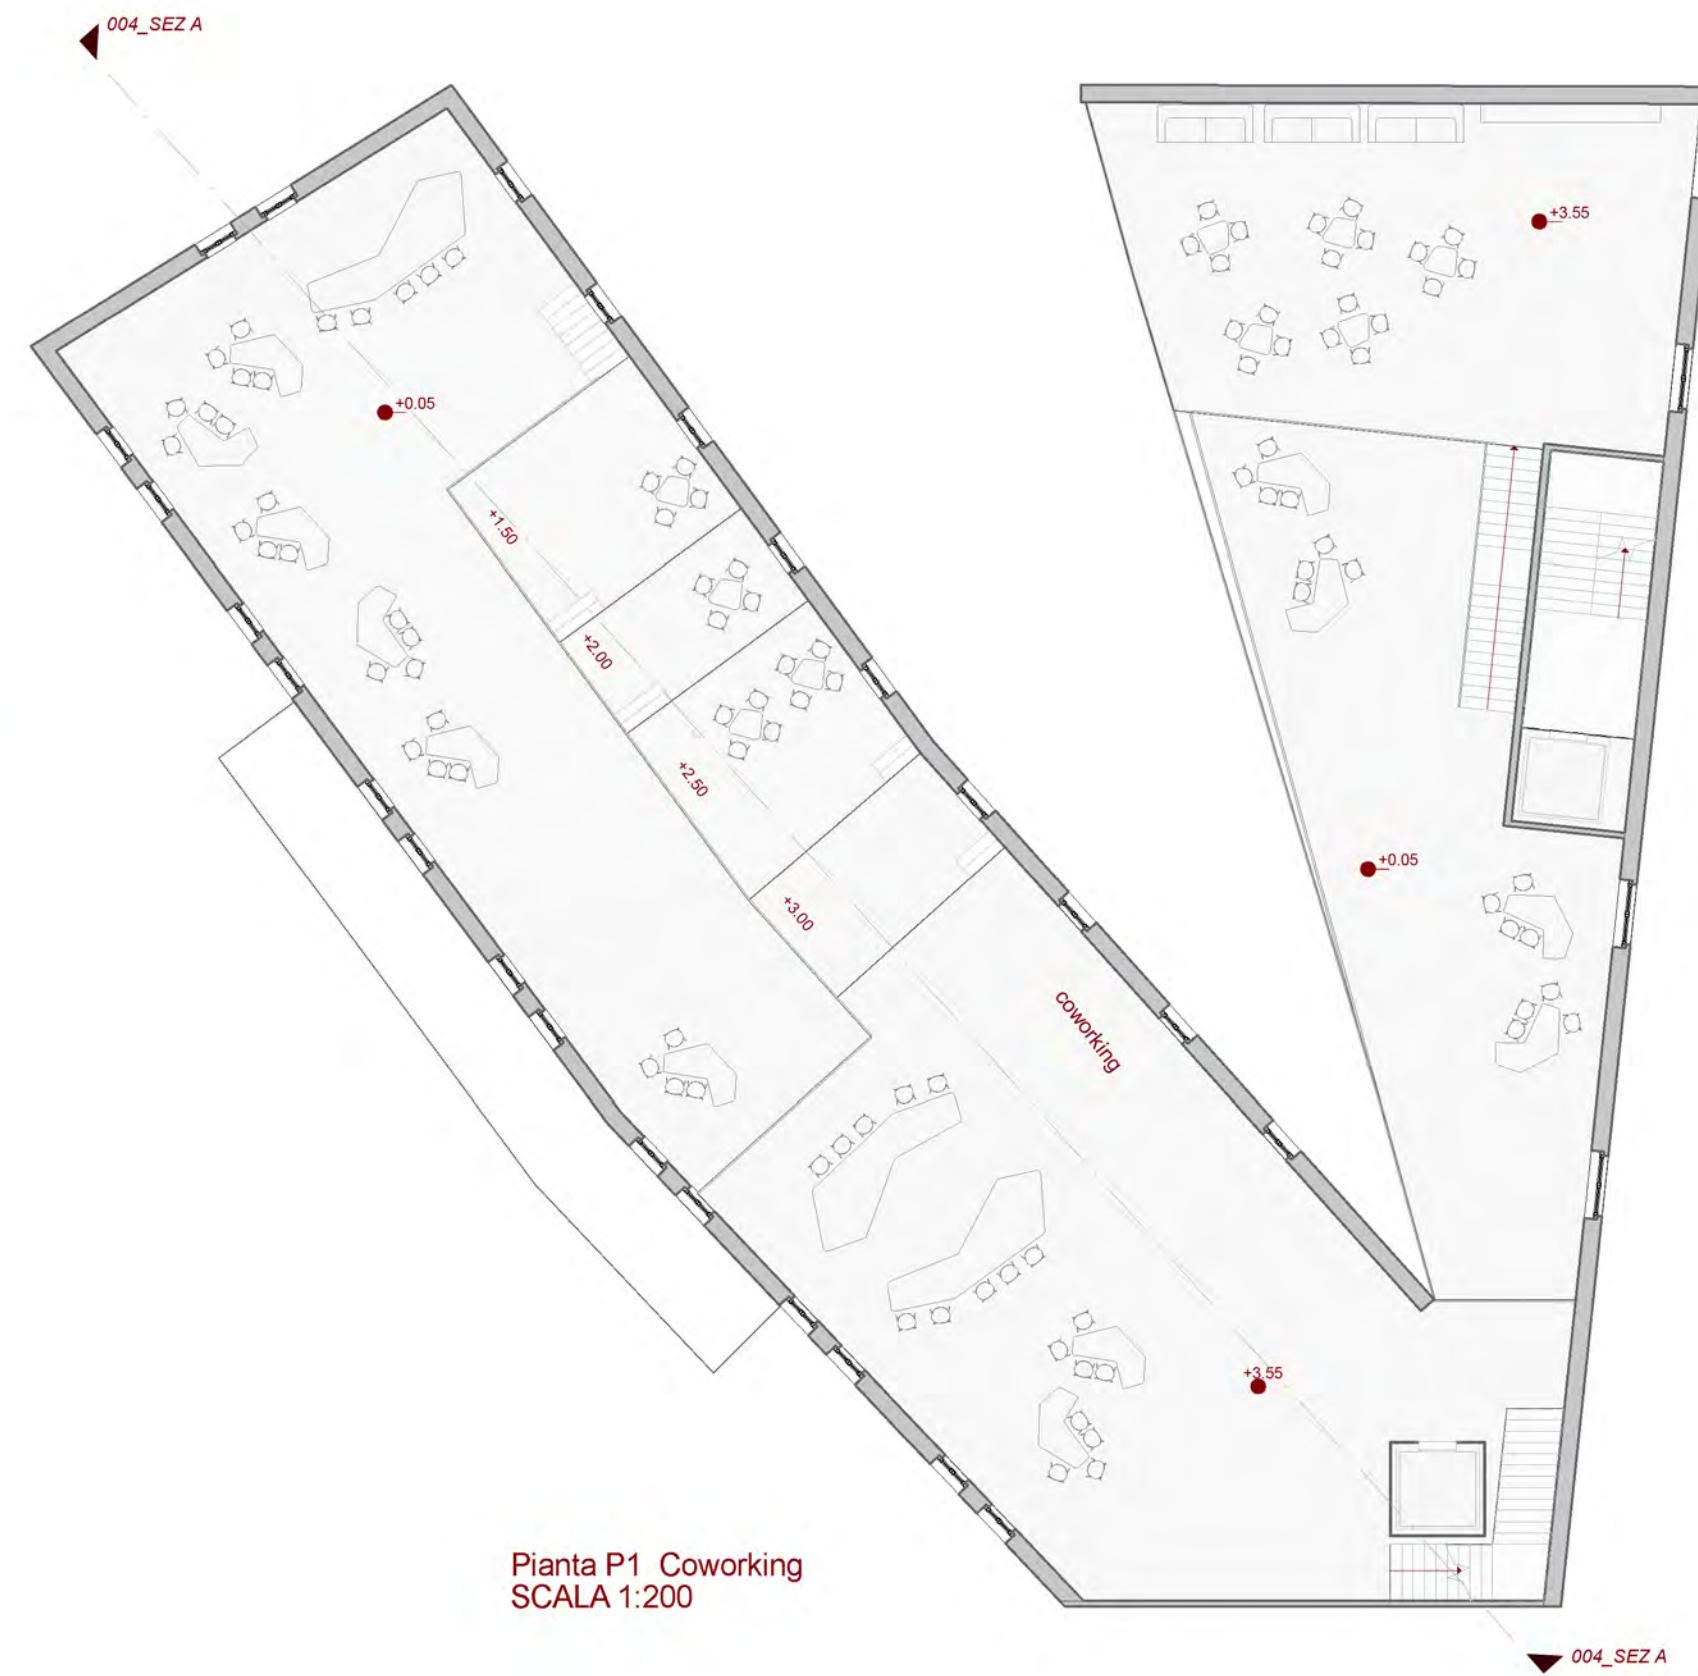 004_SEZ A
+3.55
+0.05
+1.50
+2.00
+2.50
+0.05
+3.00
coworking
+3.55
Pianta P1 Coworking
SCALA 1:200
004_SEZ A